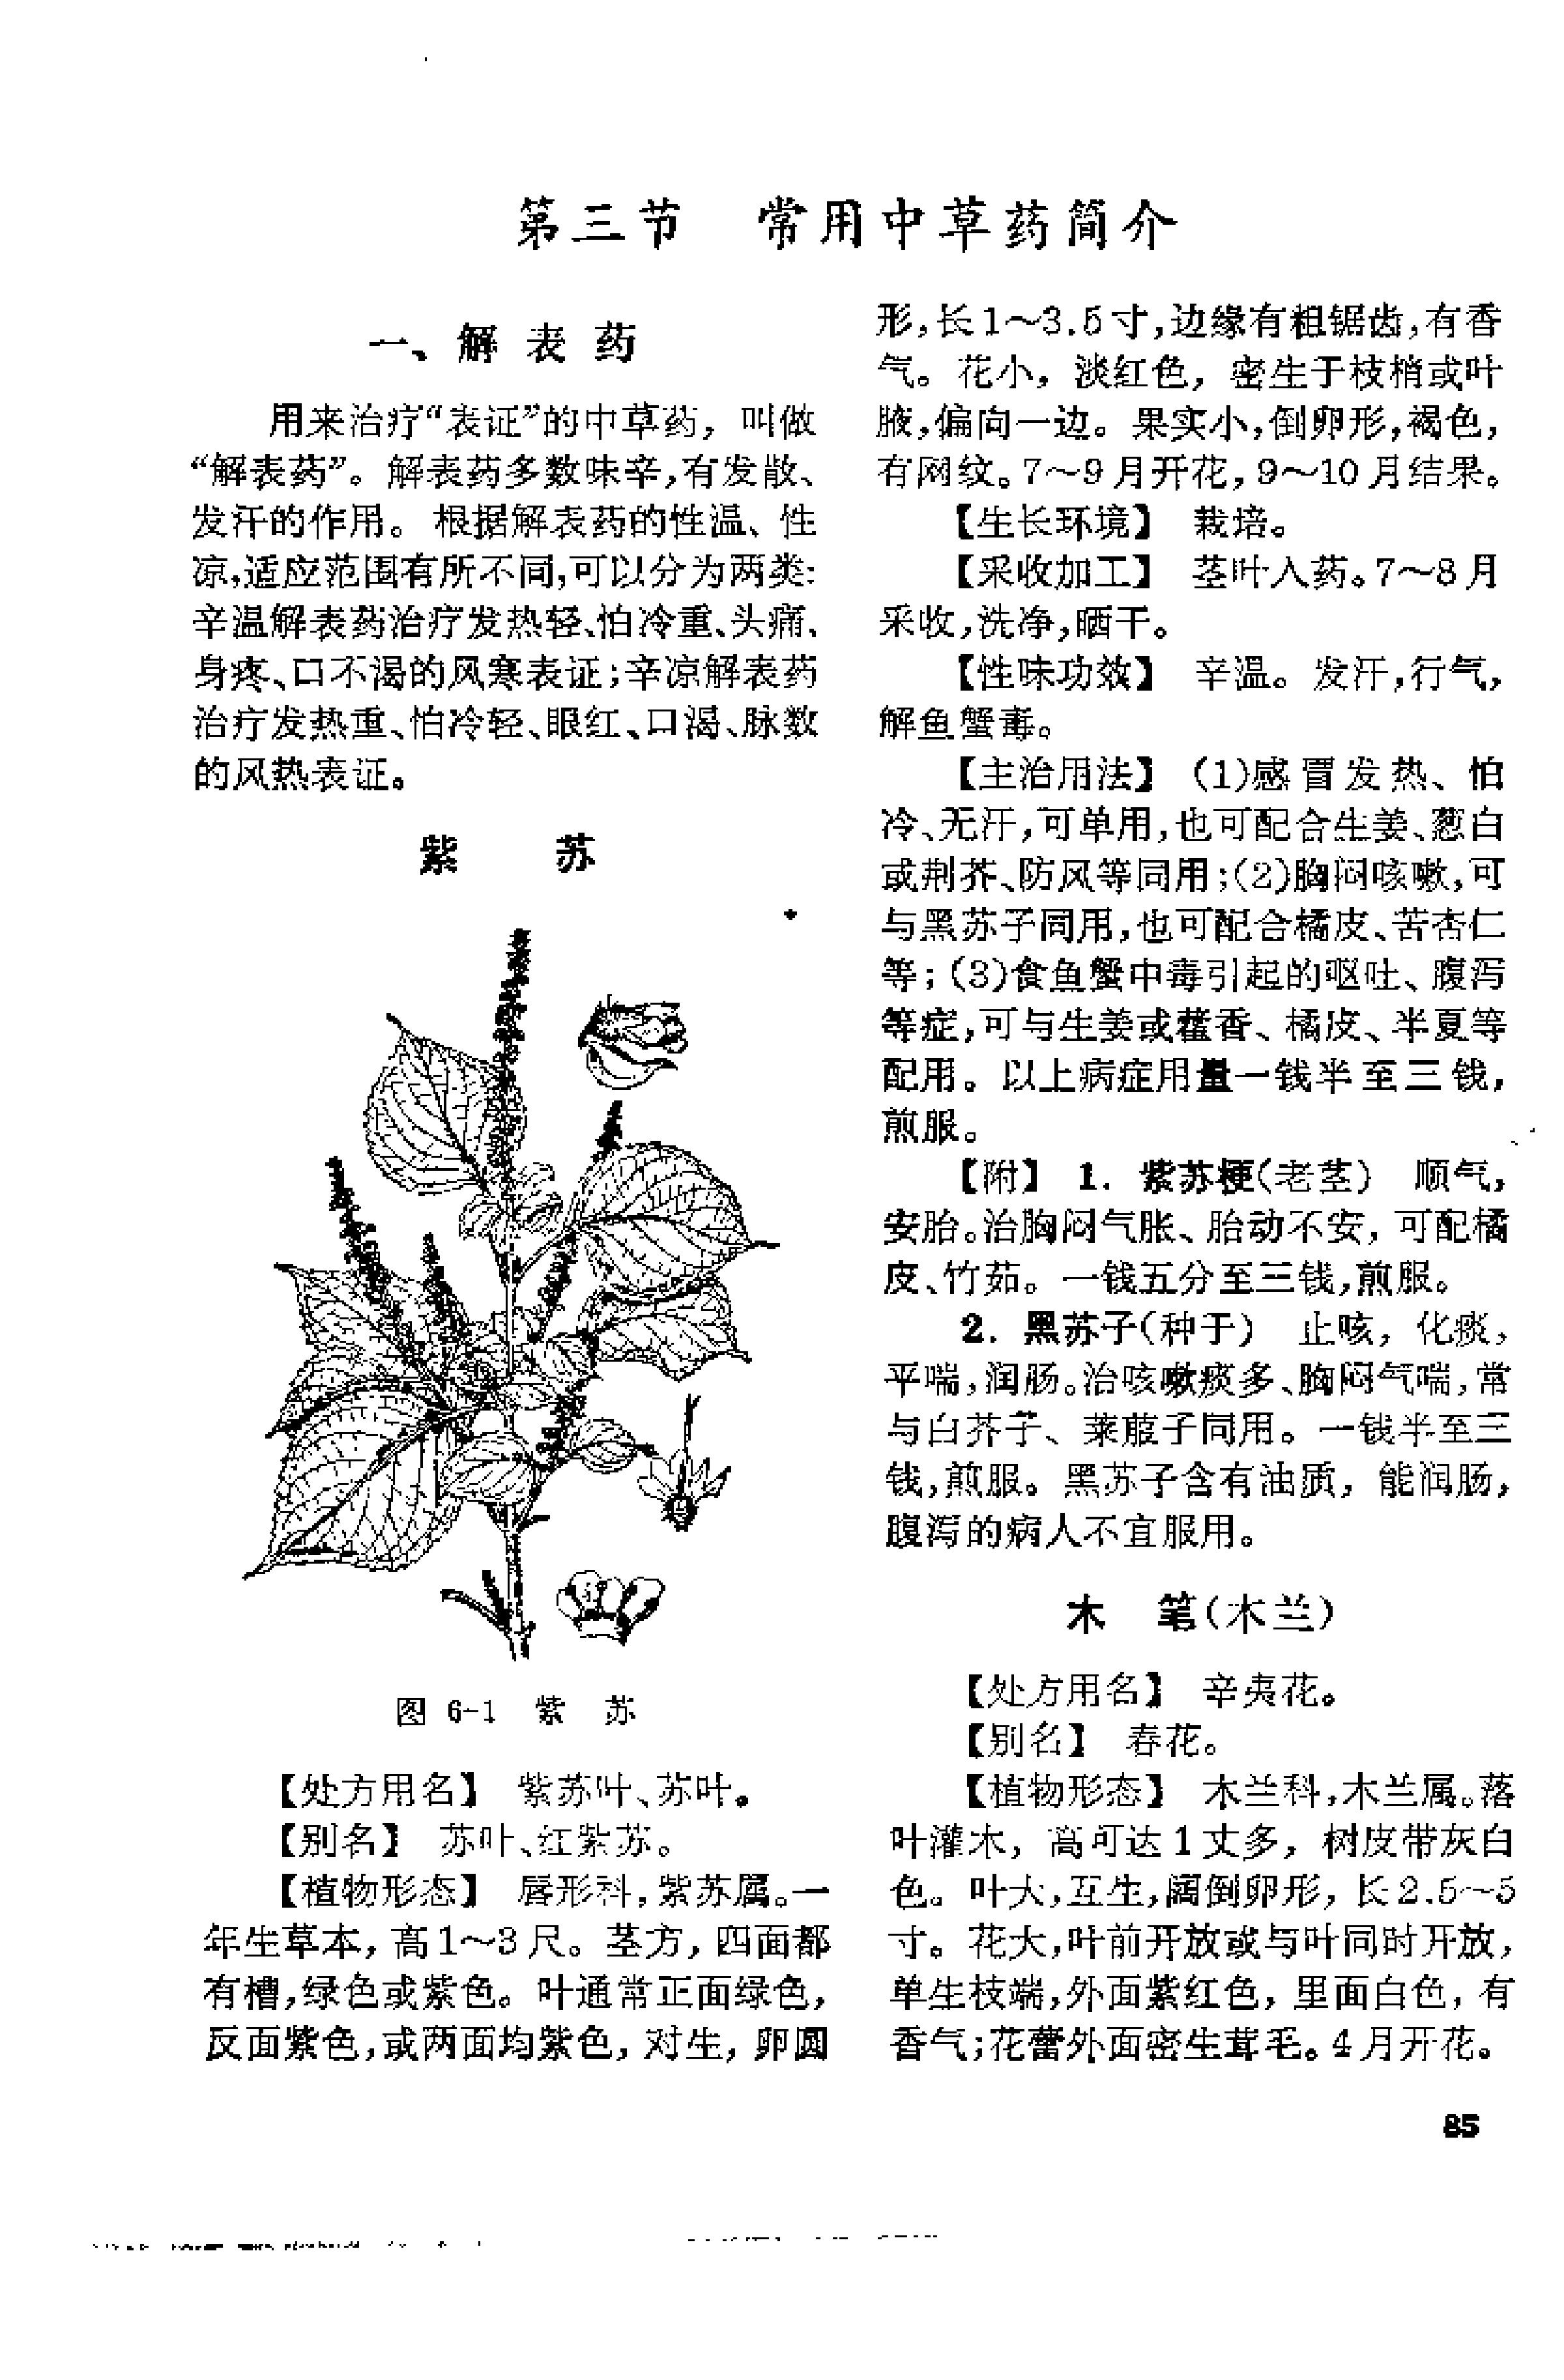 第三节　常用中草药简介
一、解表药
用来治疗“表证”的中草药，叫做
“解表药”。解表药多数味辛,有发散、
发汗的作用。根据解表药的性温、性
凉,适应范围有所不同,可以分为两类:
辛温解表药治疗发热轻、怕冷重、头痛、
身疼、口不渴的风寒表证;辛凉解表药
治疗发热重、怕冷轻、眼红、口渴、脉数
的风热表证。
紫　苏
图 6-1　紫　苏
【处方用名】　紫苏叶、苏叶。
【别名】　苏叶、红紫苏。
【植物形态】　唇形科,紫苏属。一
年生草本，高1～3尺。茎方，四面都
有槽,绿色或紫色。叶通常正面绿色，
反面紫色,或两面均紫色，对生，卵圆
形,长1～3.5寸,边缘有粗锯齿,有香
气。花小，淡红色，密生于枝梢或叶
腋,偏向一边。果实小,倒卵形,褐色，
有网纹。7～9月开花，9～10月结果。
【生长环境】　栽培。
【采收加工】　茎叶入药。7～8月
采收,洗净,晒干。
【性味功效】　辛温。发汗,行气，
解鱼蟹毒。
【主治用法】　(1)感冒发热、怕
冷、无汗,可单用,也可配合生姜、葱白
或荆芥、防风等同用;(2)胸闷咳嗽,可
与黑苏子同用,也可配合橘皮、苦杏仁
等;(3)食鱼蟹中毒引起的呕吐、腹泻
等症,可与生姜或藿香、橘皮、半夏等
配用。以上病症用量一钱半至三钱，
煎服。
【附】　1．紫苏梗(老茎)　顺气，
安胎。治胸闷气胀、胎动不安，可配橘
皮、竹茹。一钱五分至三钱,煎服。
2．黑苏子(种子)　止咳，化痰，
平喘,润肠。治咳嗽痰多、胸闷气喘,常
与白芥子、莱菔子同用。一钱半至三
钱,煎服。黑苏子含有油质，能润肠，
腹泻的病人不宜服用。
木　笔(木兰)
【处方用名】　辛夷花。
【别名】　春花。
【植物形态】　木兰科,木兰属。落
叶灌木，高可达1丈多，树皮带灰白
色。叶大,互生,阔倒卵形，长2.5～5
寸。花大,叶前开放或与叶同时开放，
单生枝端,外面紫红色，里面白色，有
香气;花蕾外面密生茸毛。4月开花。
85